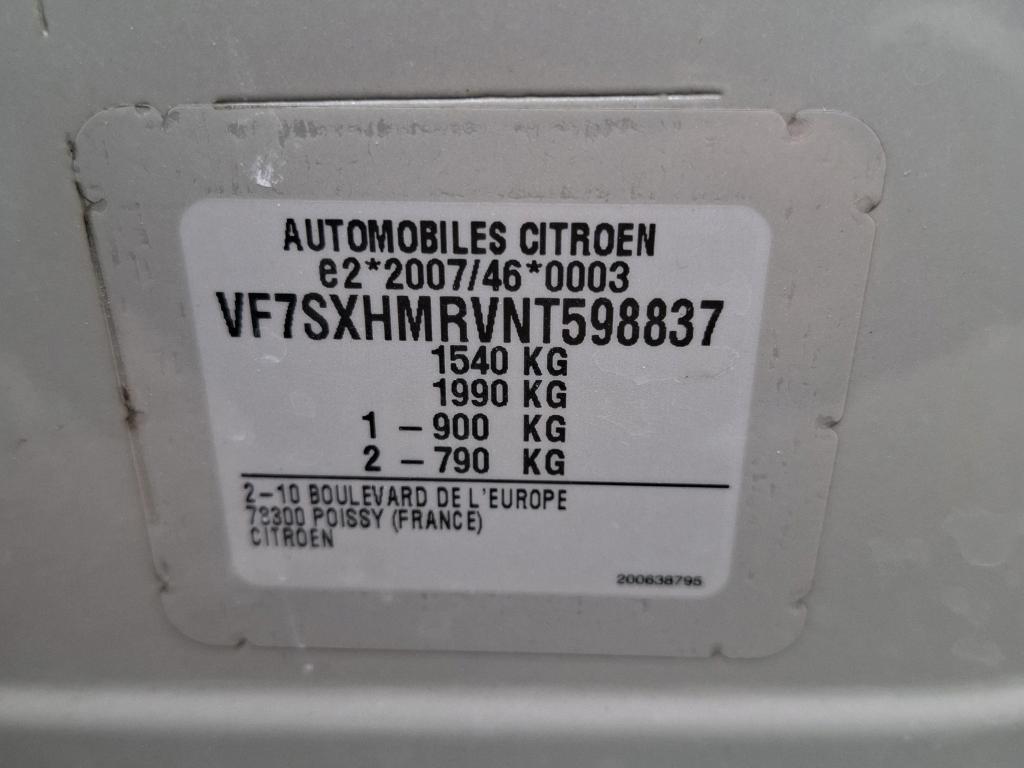 AUTOMOBILES CITROEN
e2*2007/46*0003
VF7SXHMRVNT598837
1540 KG
1990 KG
1 - 900 KG
2 - 790 KG
2-10 BOULEVARD DE L'EUROPE
78300 POISSY (FRANCE)
CITROEN
200638795